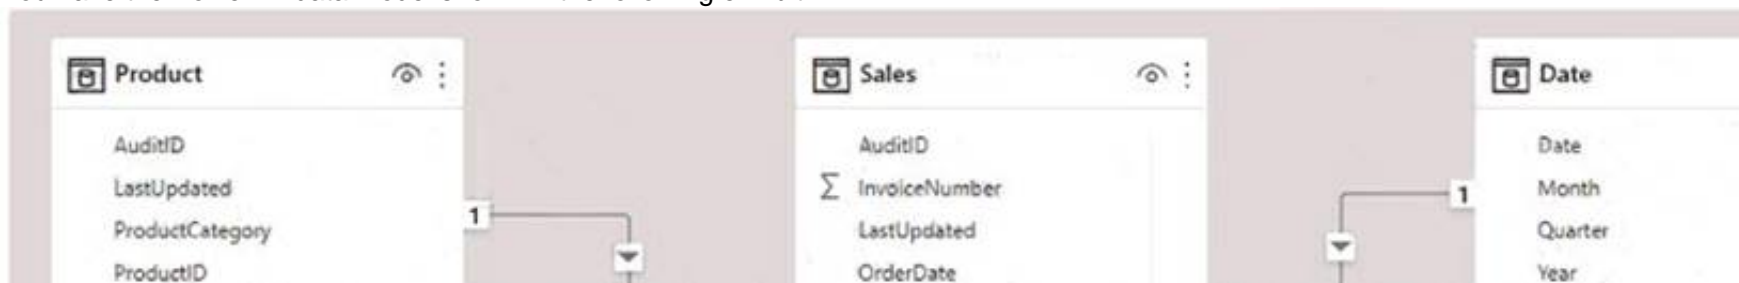 Product
AuditID
LastUpdated
ProductCategory
ProductID
1
Sales
AuditID
Σ InvoiceNumber
LastUpdated
OrderDate
1
Date
Date
Month
Quarter
Year